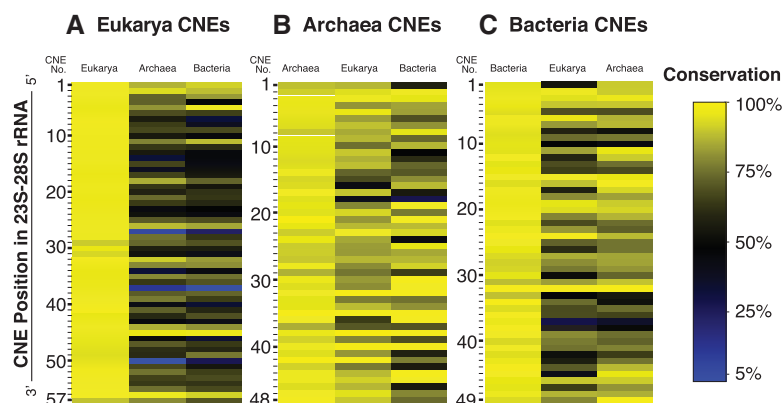 A Eukarya CNEs
B Archaea CNEs
C Bacteria CNEs
CNE No.
Eukarya
Archaea
Bacteria
CNE No.
Archaea
Eukarya
Bacteria
CNE No.
Bacteria
Eukarya
Archaea
CNE Position in 23S-28S rRNA
5'
3'
1
10
20
30
40
50
57
1
10
20
30
40
48
1
10
20
30
40
49
Conservation
100%
75%
50%
25%
5%